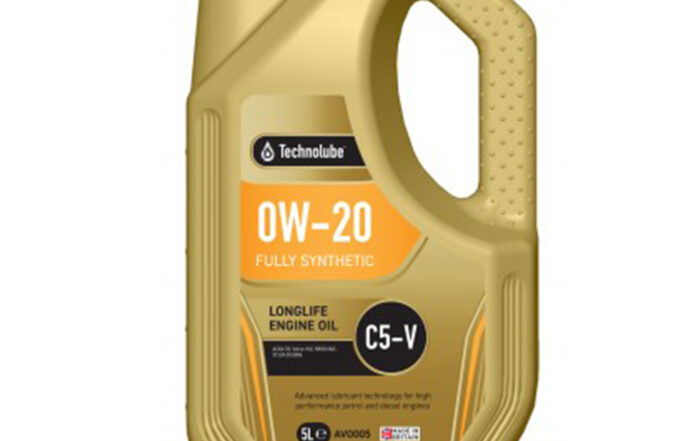 Technolube
0W-20
FULLY SYNTHETIC
LONGLIFE
ENGINE OIL
C5-V
Advanced lubricant technology for high
performance petrol and diesel engines
5L e AVO005
MADE IN
BRITAIN